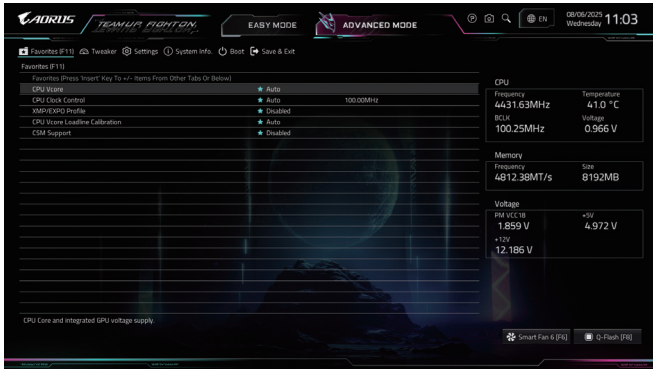 AORUS
TEAMUP. FIGHTON.
EASY MODE
ADVANCED MODE
EN
08/06/2025
Wednesday
11:03
Favorites (F11)
Tweaker
Settings
System Info.
Boot
Save & Exit
Favorites (F11)
Favorites (Press 'Insert' Key To +/- Items From Other Tabs Or Below)
CPU Vcore ★ Auto
CPU Clock Control ★ Auto 100.00MHz
XMP/EXPO Profile ★ Disabled
CPU Vcore Loadline Calibration ★ Auto
CSM Support ★ Disabled
CPU Core and integrated GPU voltage supply.
CPU
Frequency Temperature
4431.63MHz 41.0 °C
BCLK Voltage
100.25MHz 0.966 V
Memory
Frequency Size
4812.38MT/s 8192MB
Voltage
PM VCC18 +5V
1.859 V 4.972 V
+12V
12.186 V
Smart Fan 6 [F6]
Q-Flash [F8]